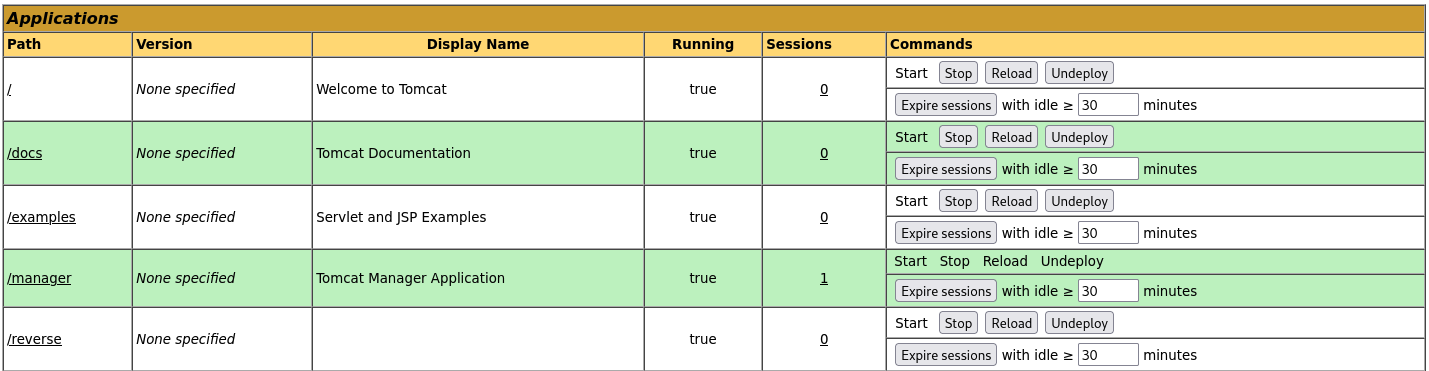 Applications
Path Version Display Name Running Sessions Commands
/ None specified Welcome to Tomcat true 0 Start Stop Reload Undeploy
Expire sessions with idle ≥ 30 minutes
/docs None specified Tomcat Documentation true 0 Start Stop Reload Undeploy
Expire sessions with idle ≥ 30 minutes
/examples None specified Servlet and JSP Examples true 0 Start Stop Reload Undeploy
Expire sessions with idle ≥ 30 minutes
/manager None specified Tomcat Manager Application true 1 Start Stop Reload Undeploy
Expire sessions with idle ≥ 30 minutes
/reverse None specified true 0 Start Stop Reload Undeploy
Expire sessions with idle ≥ 30 minutes